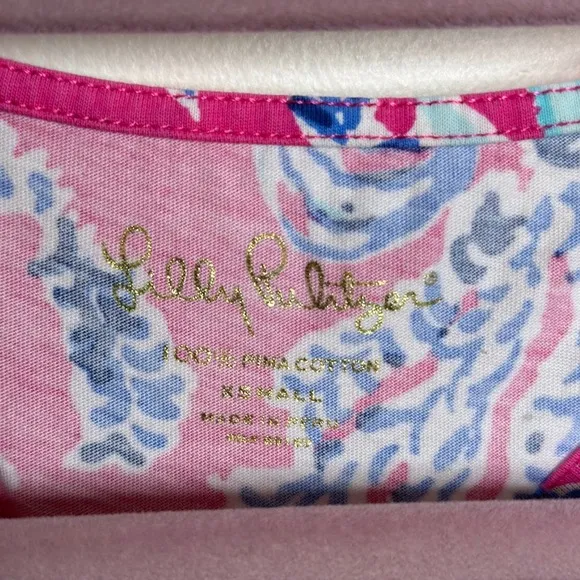 Lilly Pulitzer®
100% PIMA COTTON
XSMALL
MADE IN PERU